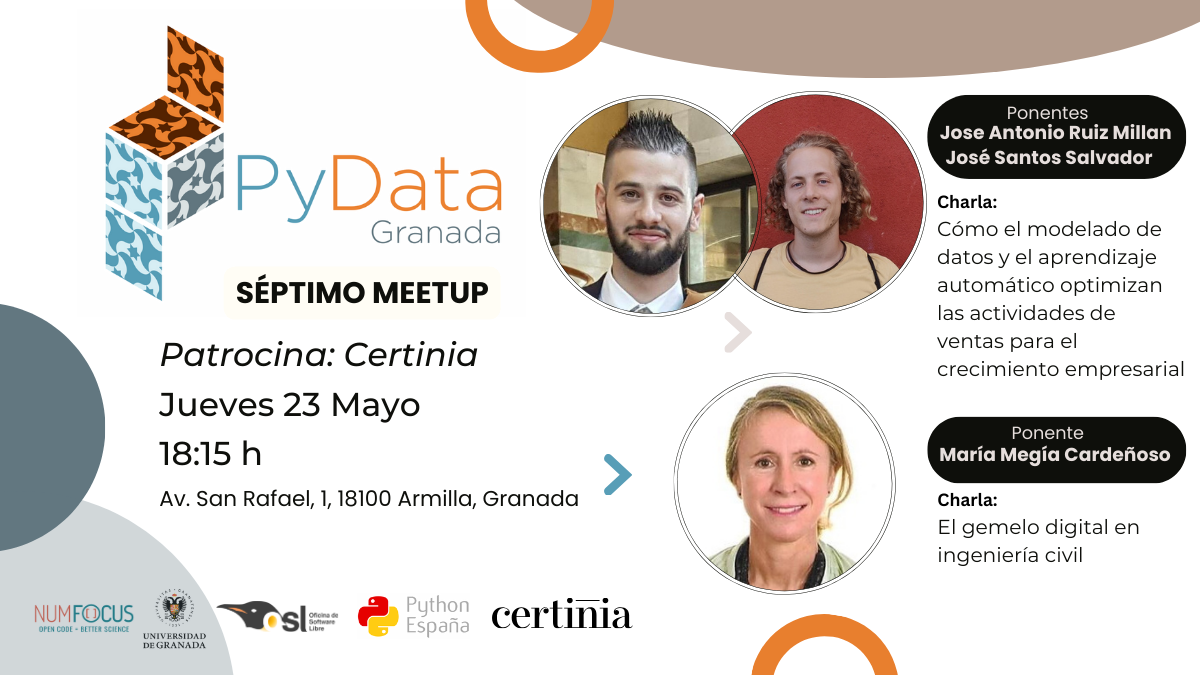 PyData
Granada
SÉPTIMO MEETUP
Patrocina: Certinia
Jueves 23 Mayo
18:15 h
Av. San Rafael, 1, 18100 Armilla, Granada
Ponentes
Jose Antonio Ruiz Millan
José Santos Salvador
Charla:
Cómo el modelado de
datos y el aprendizaje
automático optimizan
las actividades de
ventas para el
crecimiento empresarial
Ponente
María Megía Cardeñoso
Charla:
El gemelo digital en
ingeniería civil
NUMFOCUS
OPEN CODE = BETTER SCIENCE
UNIVERSIDAD
DE GRANADA
osl
Oficina de
Software
Libre
Python
España
certinia